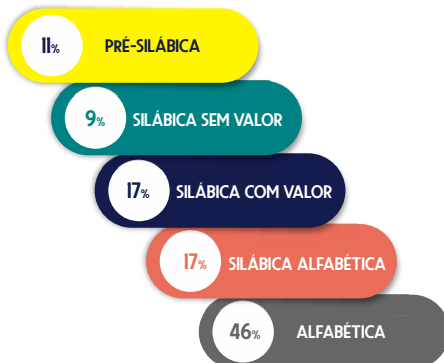 11% PRÉ-SILÁBICA
9% SILÁBICA SEM VALOR
17% SILÁBICA COM VALOR
17% SILÁBICA ALFABÉTICA
46% ALFABÉTICA